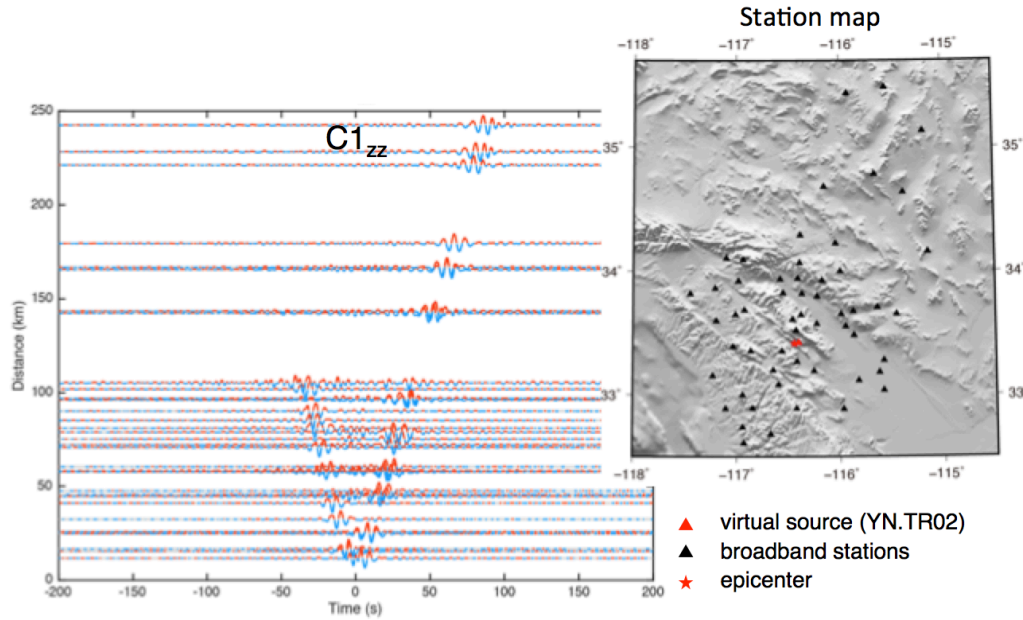 Station map
-118° -117° -116° -115°
250
C1zz
35° 35°
200
34° 34°
150
Distance (km)
100
33° 33
50
-118° -117° -116° -115°
virtual source (YN.TR02)
broadband stations
epicenter
0
-200 -150 -100 -50 0 50 100 150 200
Time (s)